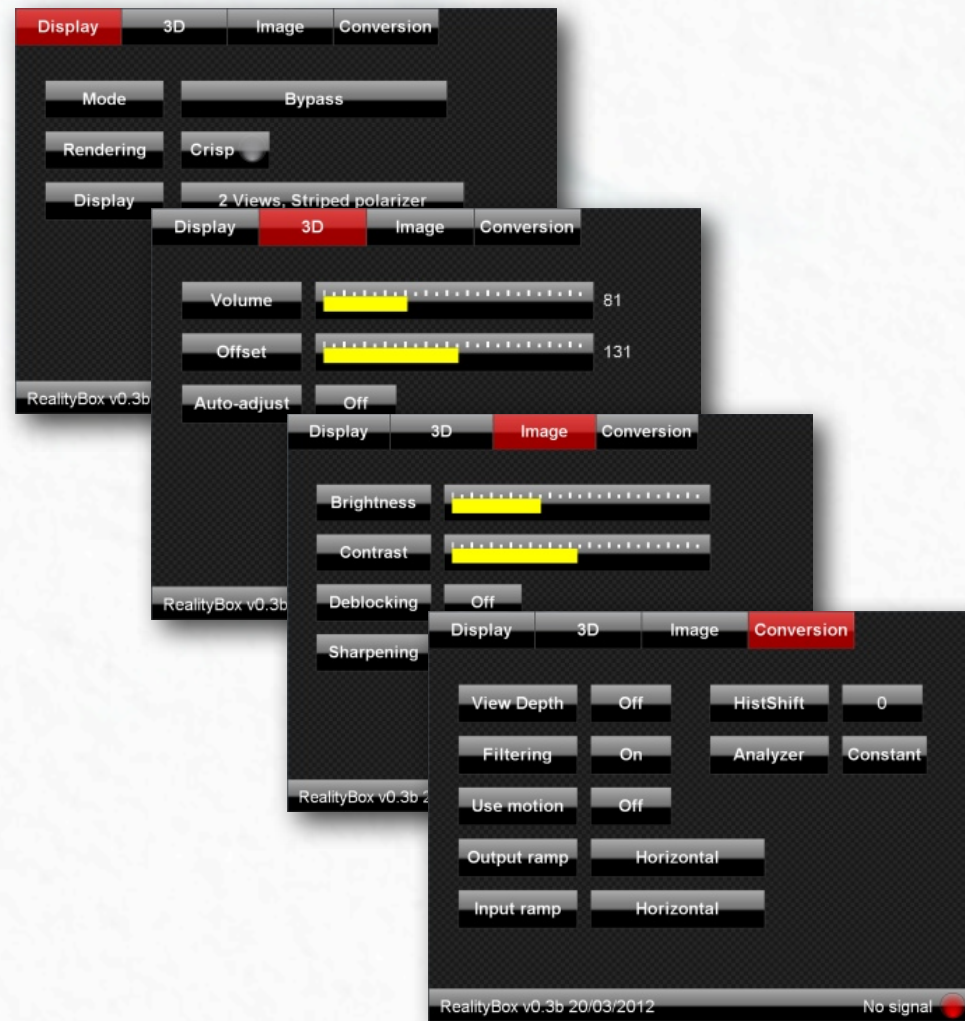 Display 3D Image Conversion
Mode Bypass
Rendering Crisp
Display 2 Views, Striped polarizer
RealityBox v0.3b
Display 3D Image Conversion
Volume 81
Offset 131
Auto-adjust Off
RealityBox v0.3b
Display 3D Image Conversion
Brightness
Contrast
Deblocking Off
Sharpening
RealityBox v0.3b 2
Display 3D Image Conversion
View Depth Off HistShift 0
Filtering On Analyzer Constant
Use motion Off
Output ramp Horizontal
Input ramp Horizontal
RealityBox v0.3b 20/03/2012 No signal